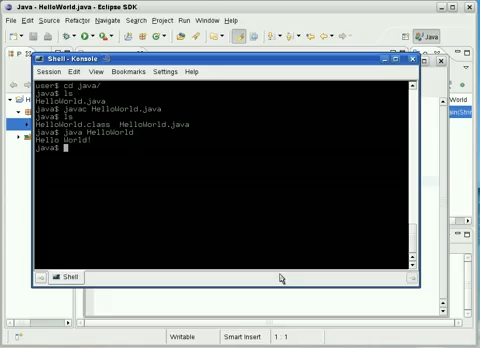 Java - HelloWorld.java - Eclipse SDK
File Edit Source Refactor Navigate Search Project Run Window Help
Java
Shell - Konsole
Session Edit View Bookmarks Settings Help
user$ cd java/
java$ ls
HelloWorld.java
java$ javac HelloWorld.java
java$ ls
HelloWorld.class HelloWorld.java
java$ java HelloWorld
Hello World!
java$
Shell
P
H
World
Writable
Smart Insert
1 : 1